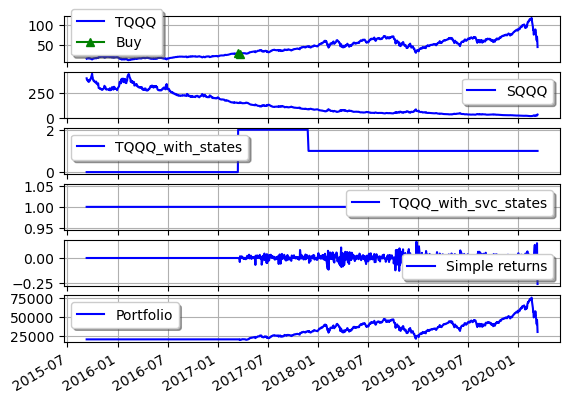 TQQQ
Buy
100
50
SQQQ
250
0
TQQQ_with_states
2
0
TQQQ_with_svc_states
1.05
1.00
0.95
Simple returns
0.00
−0.25
Portfolio
75000
50000
25000
2015-07 2016-01 2016-07 2017-01 2017-07 2018-01 2018-07 2019-01 2019-07 2020-01